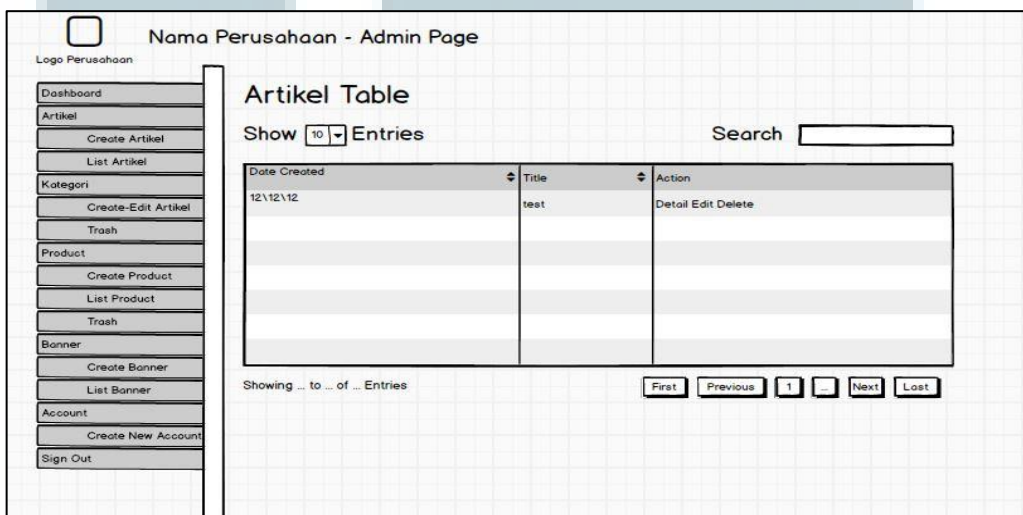 Nama Perusahaan - Admin Page
Logo Perusahaan
Dashboard
Artikel
Create Artikel
List Artikel
Kategori
Create-Edit Artikel
Trash
Product
Create Product
List Product
Trash
Banner
Create Banner
List Banner
Account
Create New Account
Sign Out
Artikel Table
Show 10 Entries
Search
Date Created Title Action
12\12\12 test Detail Edit Delete
Showing ... to ... of ... Entries
First Previous 1 ... Next Last